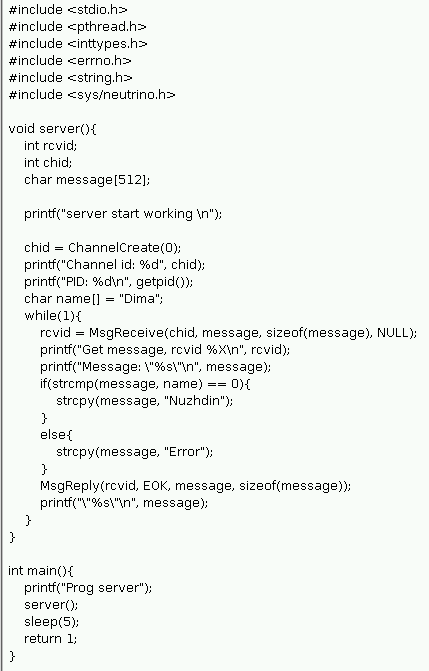 #include <stdio.h>
#include <pthread.h>
#include <inttypes.h>
#include <errno.h>
#include <string.h>
#include <sys/neutrino.h>
void server(){
    int rcvid;
    int chid;
    char message[512];
    printf("server start working \n");
    chid = ChannelCreate(0);
    printf("Channel id: %d", chid);
    printf("PID: %d\n", getpid());
    char name[] = "Dima";
    while(1){
        rcvid = MsgReceive(chid, message, sizeof(message), NULL);
        printf("Get message, rcvid %X\n", rcvid);
        printf("Message: \"%s\"\n", message);
        if(strcmp(message, name) == 0){
            strcpy(message, "Nuzhdin");
        }
        else{
            strcpy(message, "Error");
        }
        MsgReply(rcvid, EOK, message, sizeof(message));
        printf("\"%s\"\n", message);
    }
}
int main(){
    printf("Prog server");
    server();
    sleep(5);
    return 1;
}